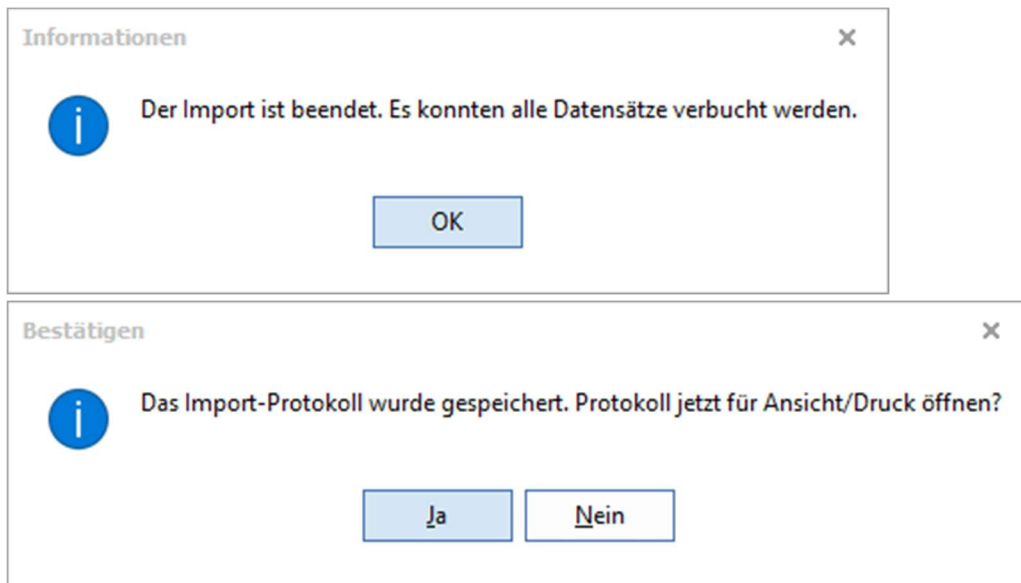 Informationen
Der Import ist beendet. Es konnten alle Datensätze verbucht werden.
OK
Bestätigen
Das Import-Protokoll wurde gespeichert. Protokoll jetzt für Ansicht/Druck öffnen?
Ja
Nein